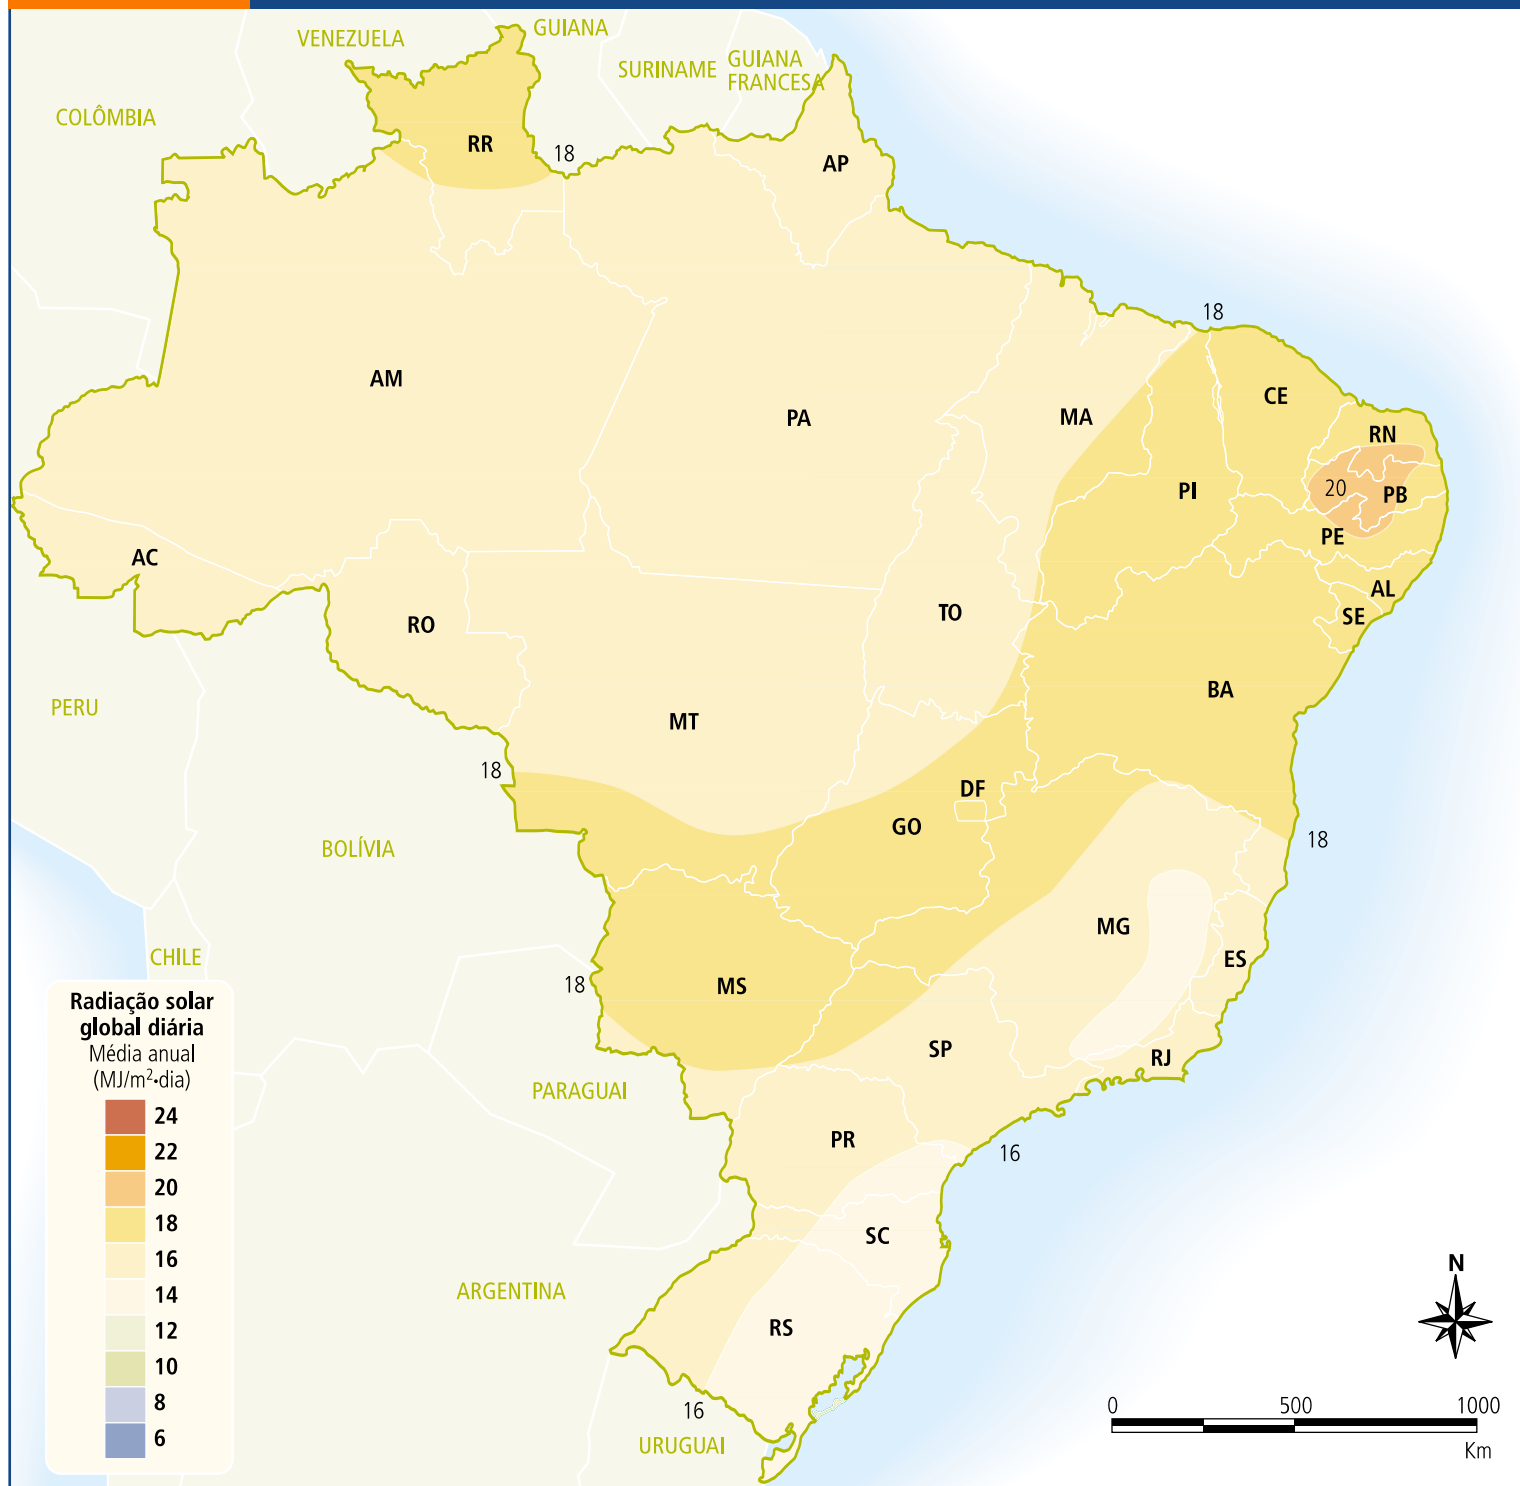 VENEZUELA
GUIANA
SURINAME
GUIANA
FRANCESA
COLÔMBIA
RR
18
AP
18
AM
PA
MA
CE
RN
PI
20
PB
PE
AC
AL
SE
TO
RO
BA
PERU
MT
18
DF
GO
18
BOLÍVIA
MG
CHILE
ES
18
MS
SP
RJ
PARAGUAI
PR
16
SC
ARGENTINA
RS
16
URUGUAI
Radiação solar
global diária
Média anual
(MJ/m²•dia)
24
22
20
18
16
14
12
10
8
6
N
0 500 1000
Km